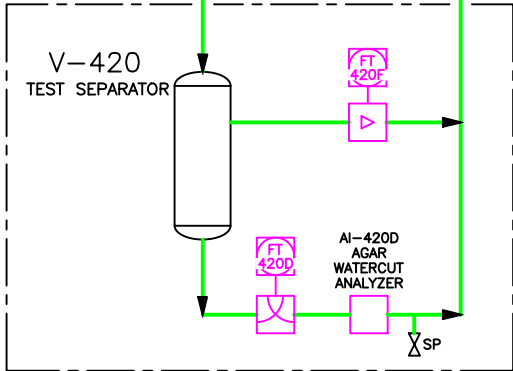 V-420
TEST SEPARATOR
FT
420F
FT
420D
AI-420D
AGAR
WATERCUT
ANALYZER
SP